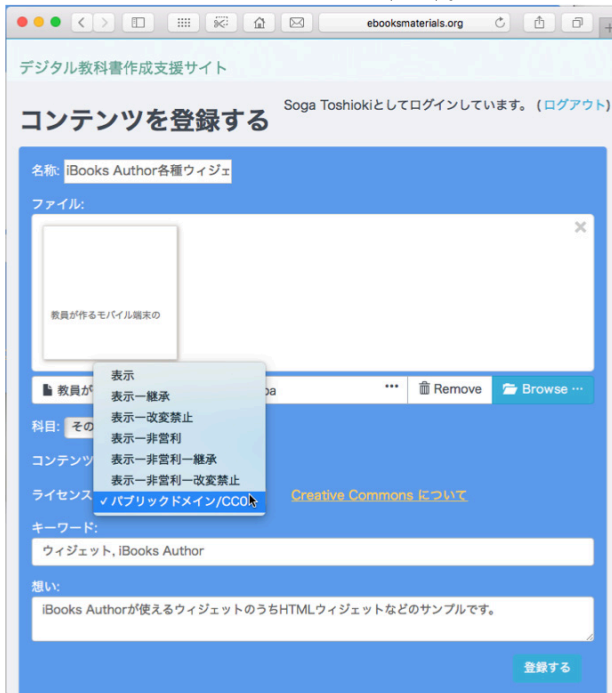 ebooksmaterials.org
デジタル教科書作成支援サイト
コンテンツを登録する
Soga Toshiokiとしてログインしています。 (ログアウト)
名称: iBooks Author各種ウィジェ
ファイル:
×
教員が作るモバイル端末の
教員が
pa
•••
Remove
Browse …
科目: その
コンテンツ
ライセンス
表示
表示—継承
表示—改変禁止
表示—非営利
表示—非営利—継承
表示—非営利—改変禁止
✓ パブリックドメイン/CC0
Creative Commons について
キーワード:
ウィジェット, iBooks Author
想い:
iBooks Authorが使えるウィジェットのうちHTMLウィジェットなどのサンプルです。
登録する